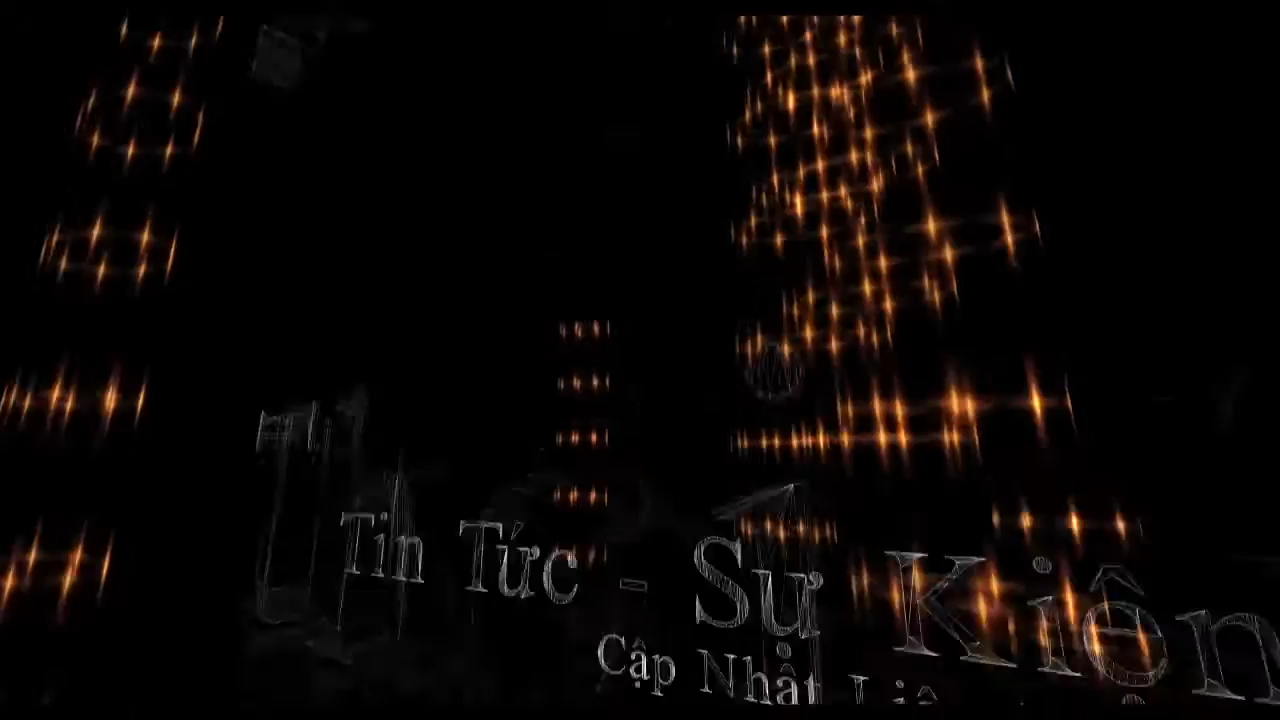 Tin Tức - Sự Kiện
Cập Nhật